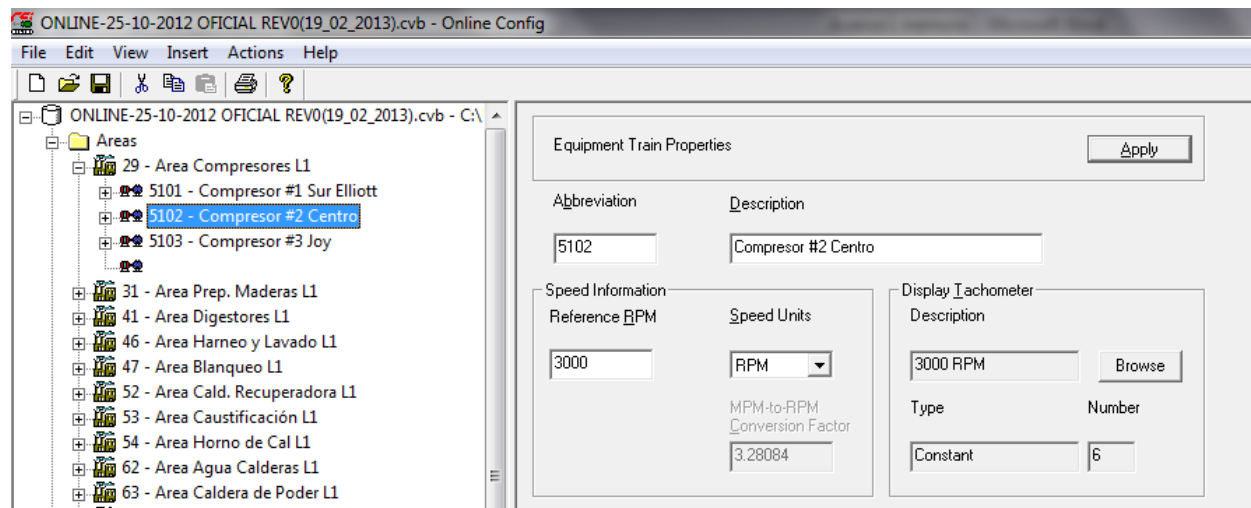 ONLINE-25-10-2012 OFICIAL REV0(19_02_2013).cvb - Online Config
File Edit View Insert Actions Help
ONLINE-25-10-2012 OFICIAL REV0(19_02_2013).cvb - C:\
Areas
29 - Area Compresores L1
5101 - Compresor #1 Sur Elliott
5102 - Compresor #2 Centro
5103 - Compresor #3 Joy
31 - Area Prep. Maderas L1
41 - Area Digestores L1
46 - Area Harneo y Lavado L1
47 - Area Blanqueo L1
52 - Area Cald. Recuperadora L1
53 - Area Caustificación L1
54 - Area Horno de Cal L1
62 - Area Agua Calderas L1
63 - Area Caldera de Poder L1
Equipment Train Properties
Apply
Abbreviation Description
5102 Compresor #2 Centro
Speed Information
Reference RPM Speed Units
3000 RPM
MPM-to-RPM
Conversion Factor
3.28084
Display Tachometer
Description
3000 RPM Browse
Type Number
Constant 6